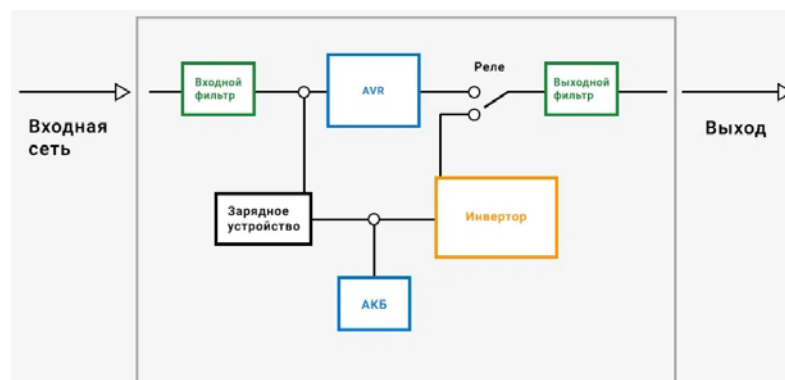 Реле
Входной
фильтр
AVR
Выходной
фильтр
Входная
сеть
Выход
Зарядное
устройство
Инвертор
АКБ